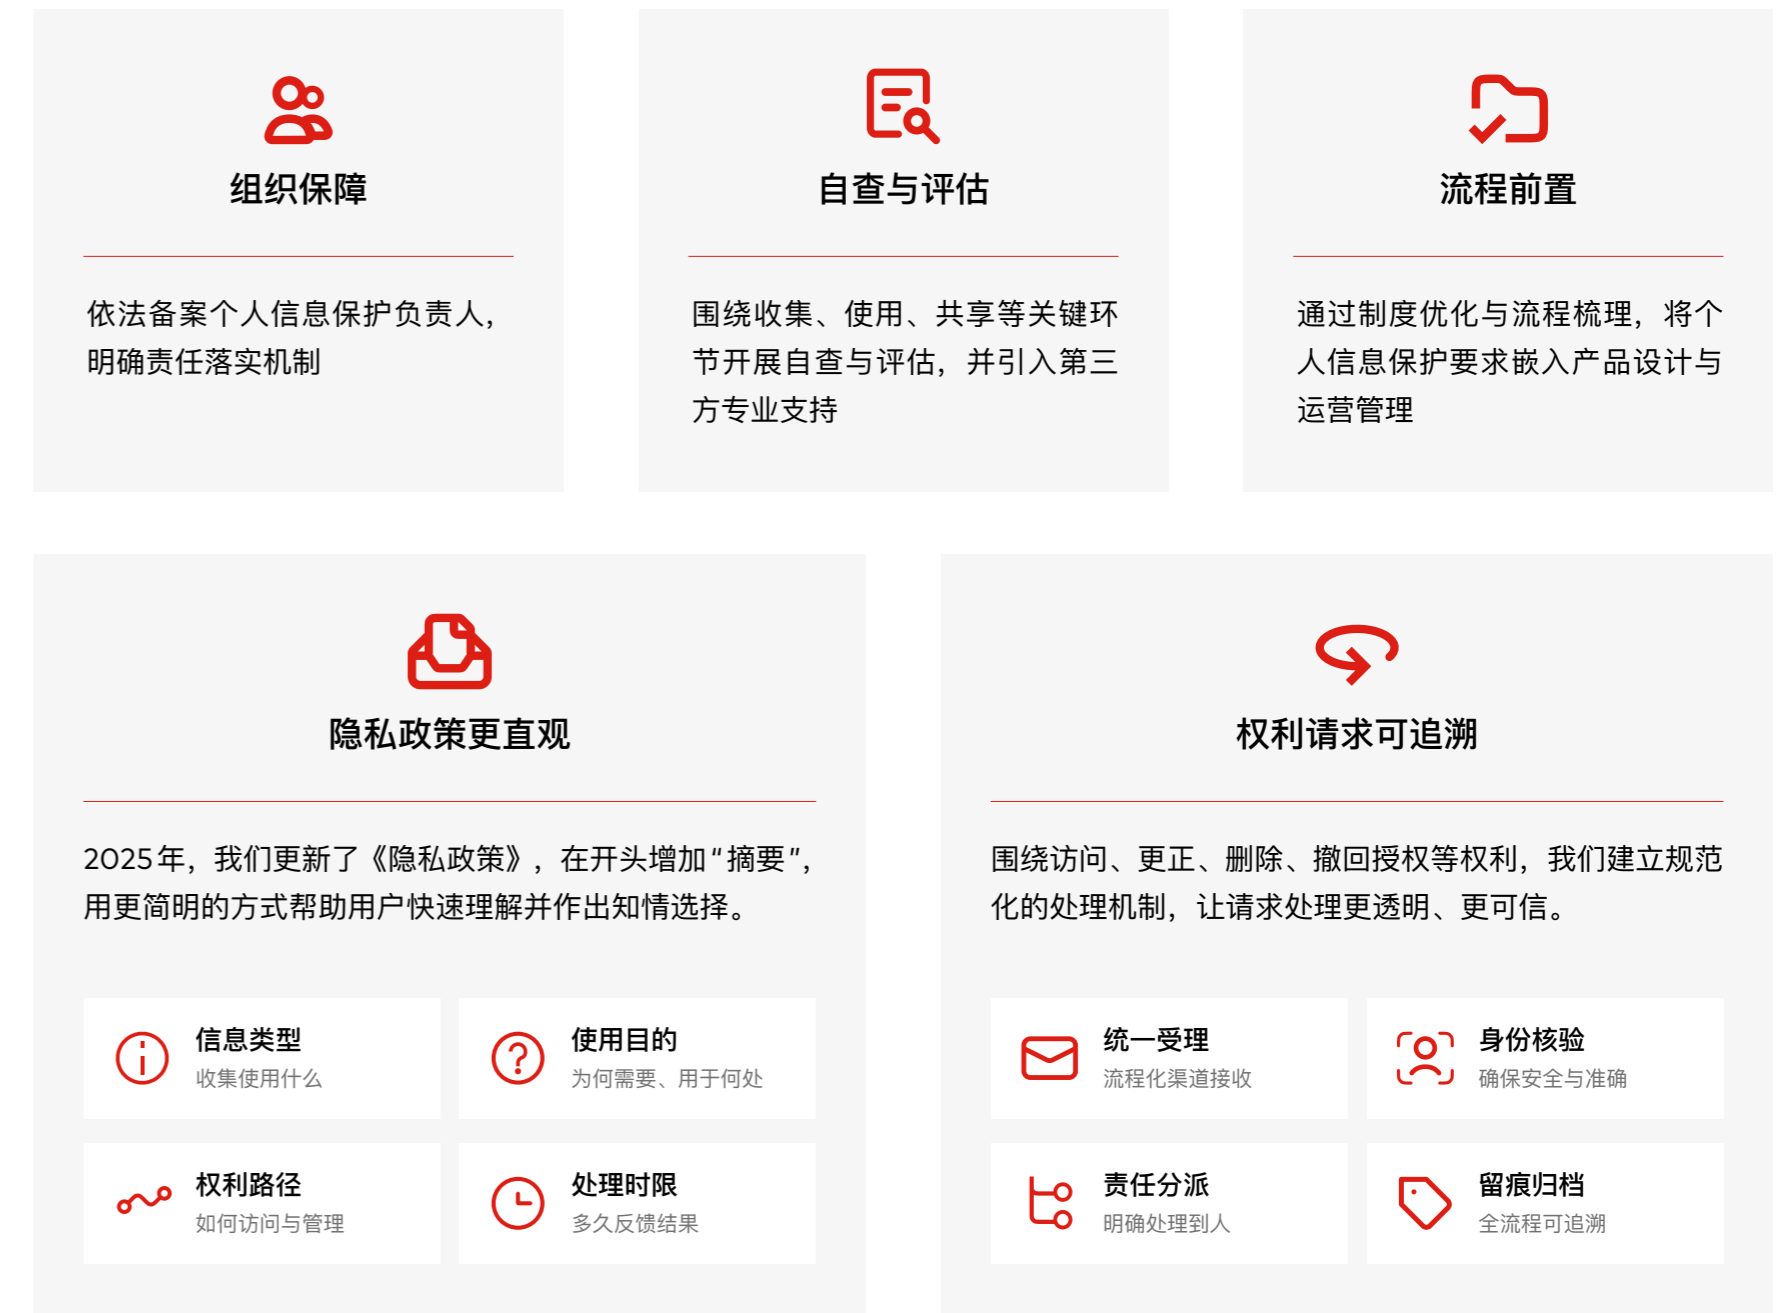 组织保障
依法备案个人信息保护负责人，
明确责任落实机制
自查与评估
围绕收集、使用、共享等关键环
节开展自查与评估，并引入第三
方专业支持
流程前置
通过制度优化与流程梳理，将个
人信息保护要求嵌入产品设计与
运营管理
隐私政策更直观
2025年，我们更新了《隐私政策》，在开头增加“摘要”，
用更简明的方式帮助用户快速理解并作出知情选择。
信息类型
收集使用什么
使用目的
为何需要、用于何处
权利路径
如何访问与管理
处理时限
多久反馈结果
权利请求可追溯
围绕访问、更正、删除、撤回授权等权利，我们建立规范
化的处理机制，让请求处理更透明、更可信。
统一受理
流程化渠道接收
身份核验
确保安全与准确
责任分派
明确处理到人
留痕归档
全流程可追溯